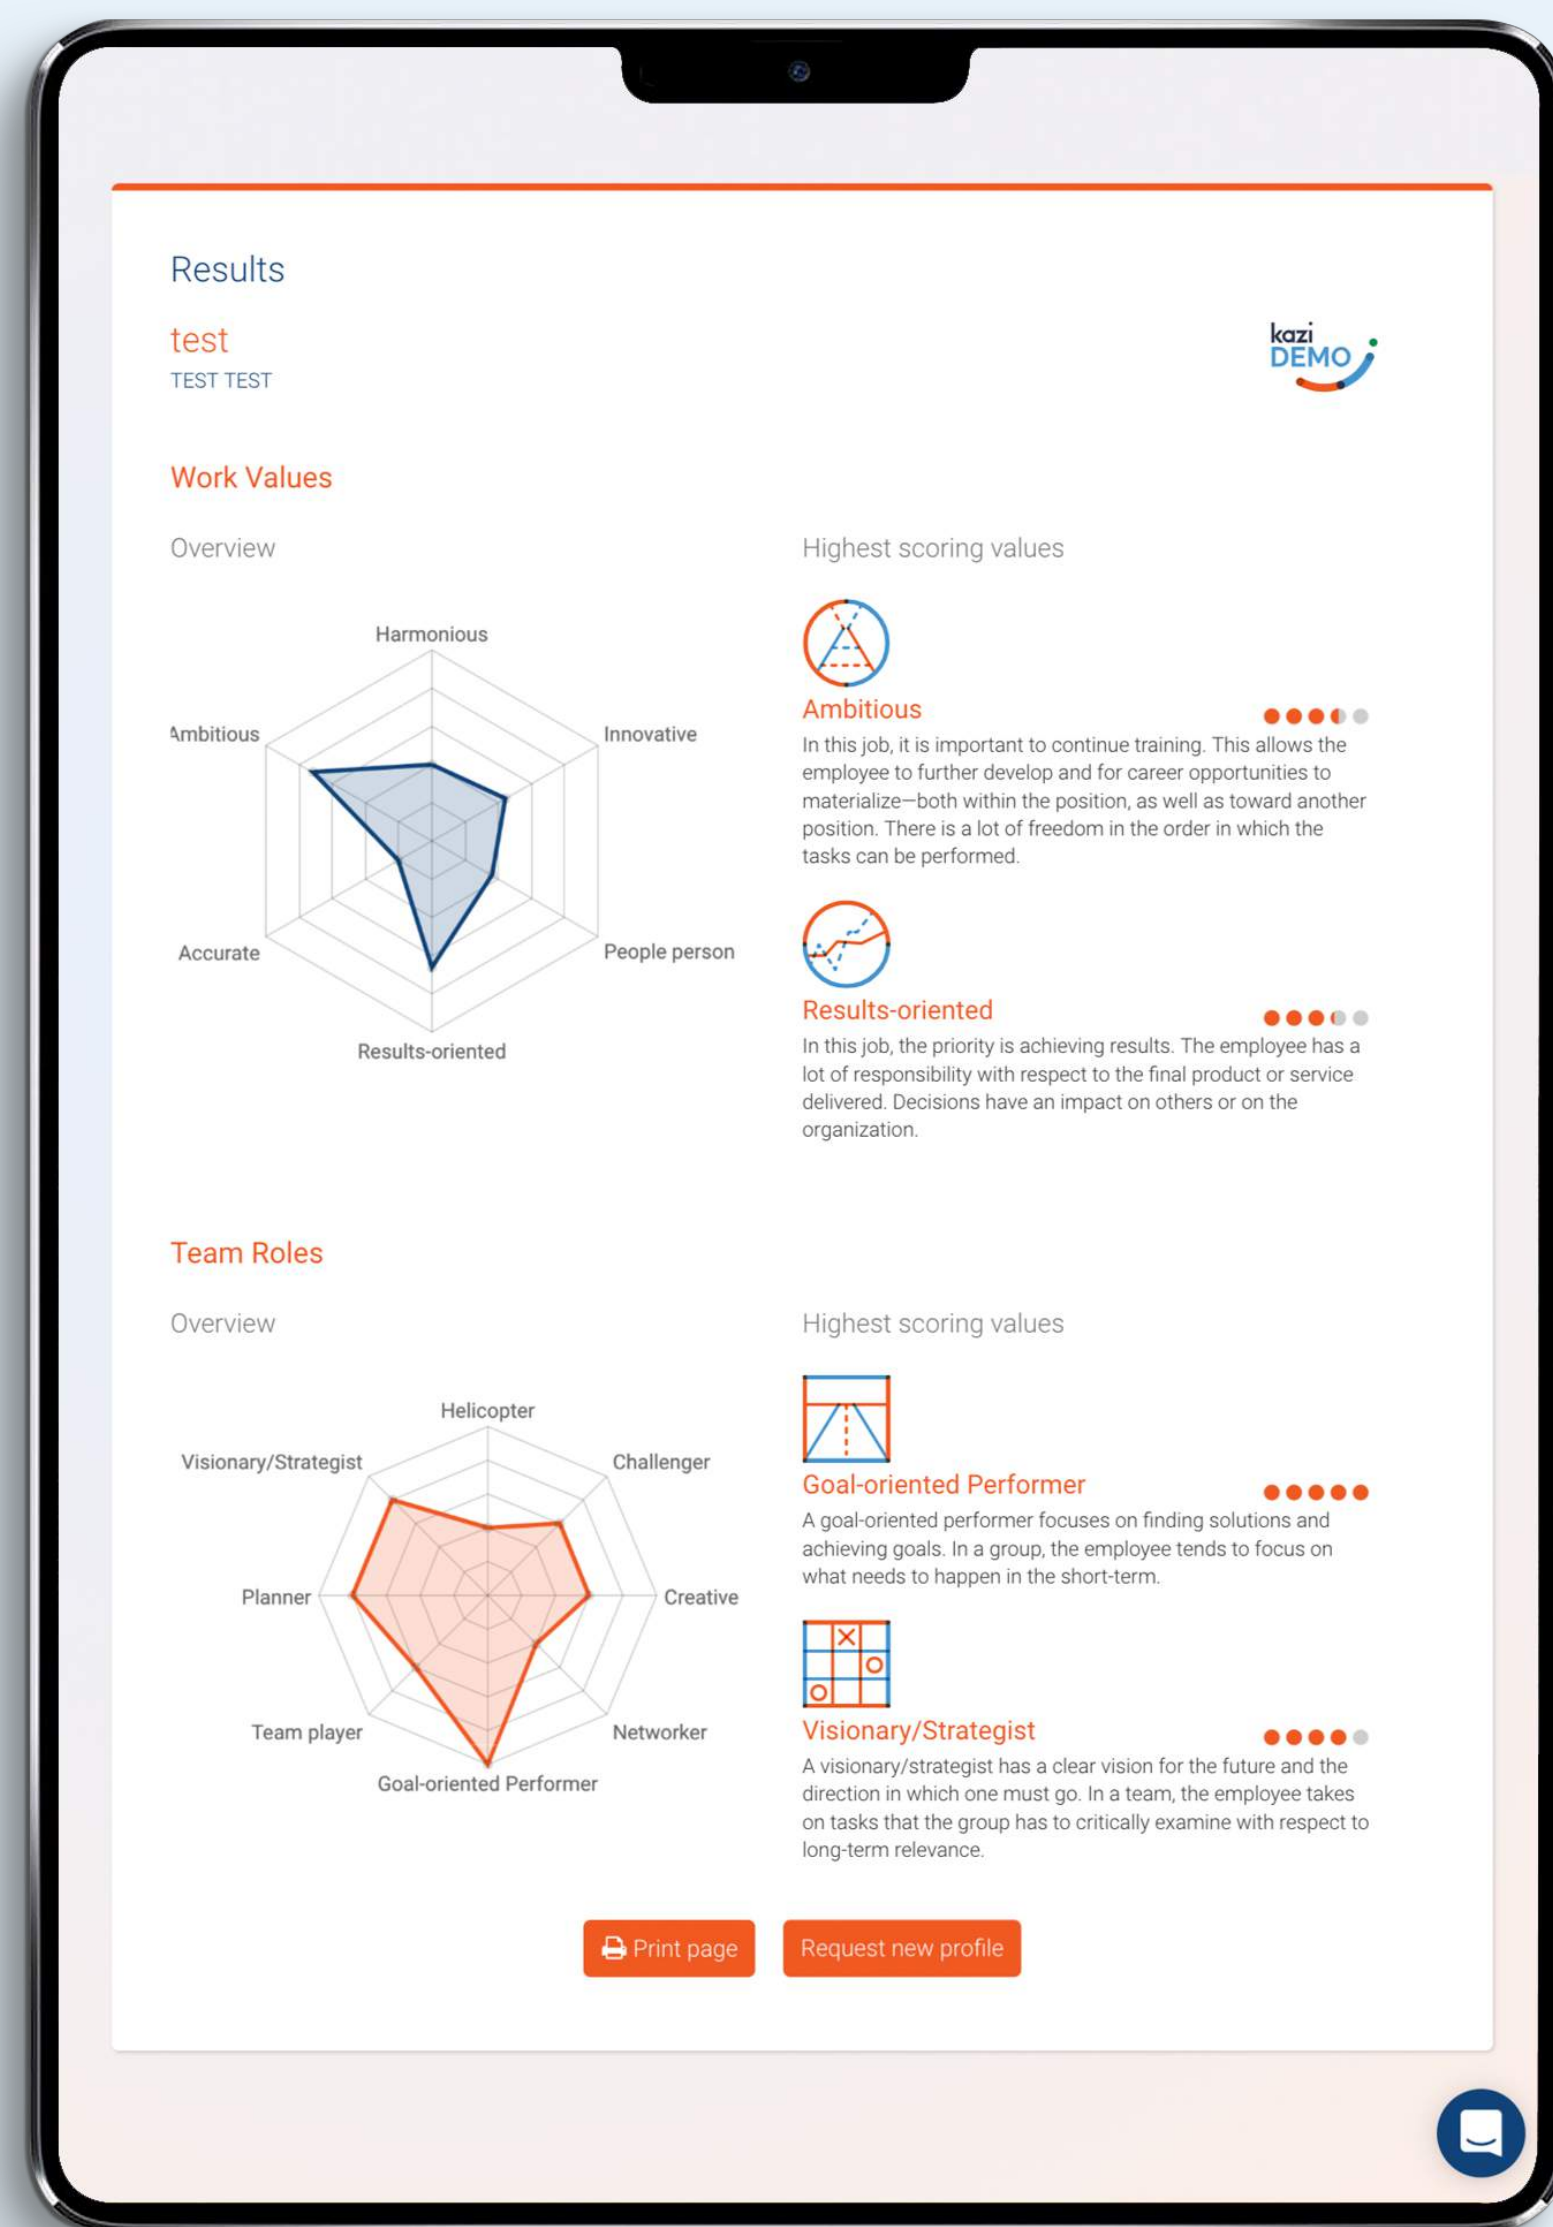 Results
test
TEST TEST
kazi
DEMO
Work Values
Overview
Harmonious
Ambitious
Innovative
Accurate
People person
Results-oriented
Highest scoring values
Ambitious
In this job, it is important to continue training. This allows the
employee to further develop and for career opportunities to
materialize—both within the position, as well as toward another
position. There is a lot of freedom in the order in which the
tasks can be performed.
Results-oriented
In this job, the priority is achieving results. The employee has a
lot of responsibility with respect to the final product or service
delivered. Decisions have an impact on others or on the
organization.
Team Roles
Overview
Helicopter
Visionary/Strategist
Challenger
Planner
Creative
Team player
Networker
Goal-oriented Performer
Highest scoring values
Goal-oriented Performer
A goal-oriented performer focuses on finding solutions and
achieving goals. In a group, the employee tends to focus on
what needs to happen in the short-term.
Visionary/Strategist
A visionary/strategist has a clear vision for the future and the
direction in which one must go. In a team, the employee takes
on tasks that the group has to critically examine with respect to
long-term relevance.
Print page
Request new profile